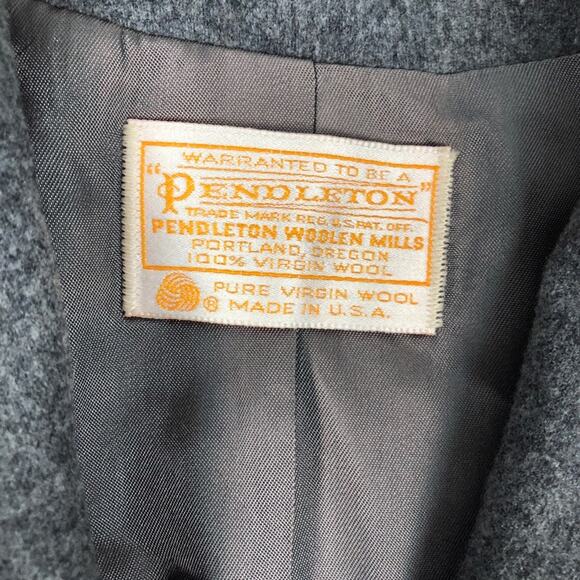 WARRANTED TO BE A
"PENDLETON"
TRADE MARK REG. U.S. PAT. OFF.
PENDLETON WOOLEN MILLS
PORTLAND, OREGON
100% VIRGIN WOOL
PURE VIRGIN WOOL
® MADE IN U.S.A.